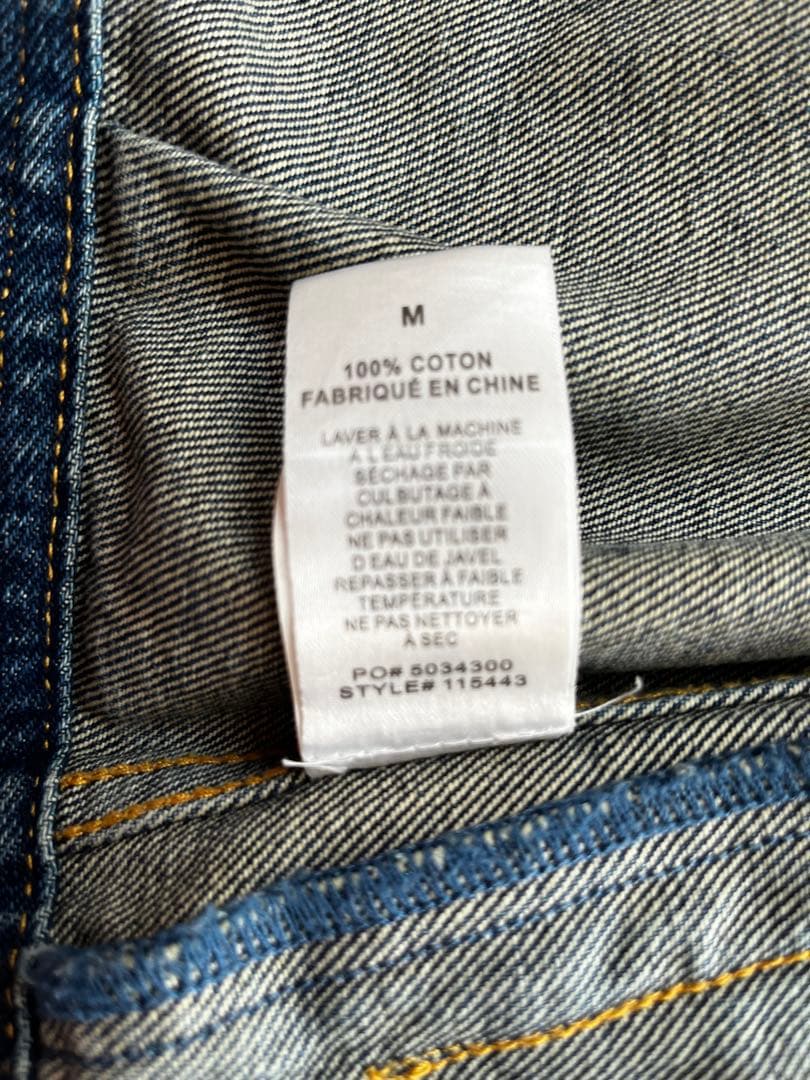 M
100% COTON
FABRIQUÉ EN CHINE
LAVER À LA MACHINE
A L'EAU FROIDE
SÉCHAGE PAR
CULBUTAGE À
CHALEUR FAIBLE
NE PAS UTILISER
D'EAU DE JAVEL
REPASSER À FAIBLE
TEMPÉRATURE
NE PAS NETTOYER
À SEC
PO# 5034300
STYLE# 115443